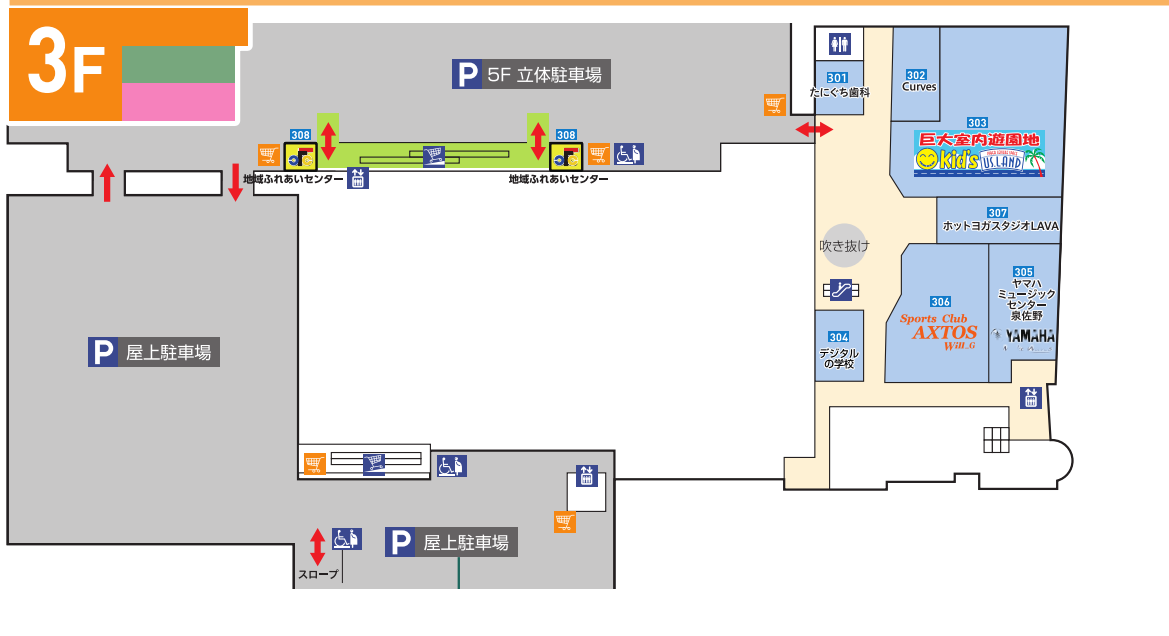 3F
P 5F 立体駐車場
301
たにぐち歯科
302
Curves
303
巨大室内遊園地
Kid's US.LAND
308
地域ふれあいセンター
308
地域ふれあいセンター
307
ホットヨガスタジオLAVA
吹き抜け
305
ヤマハ
ミュージック
センター
泉佐野
YAMAHA
306
Sports Club
AXTOS
Will_G
304
デジタル
の学校
P 屋上駐車場
P 屋上駐車場
スロープ